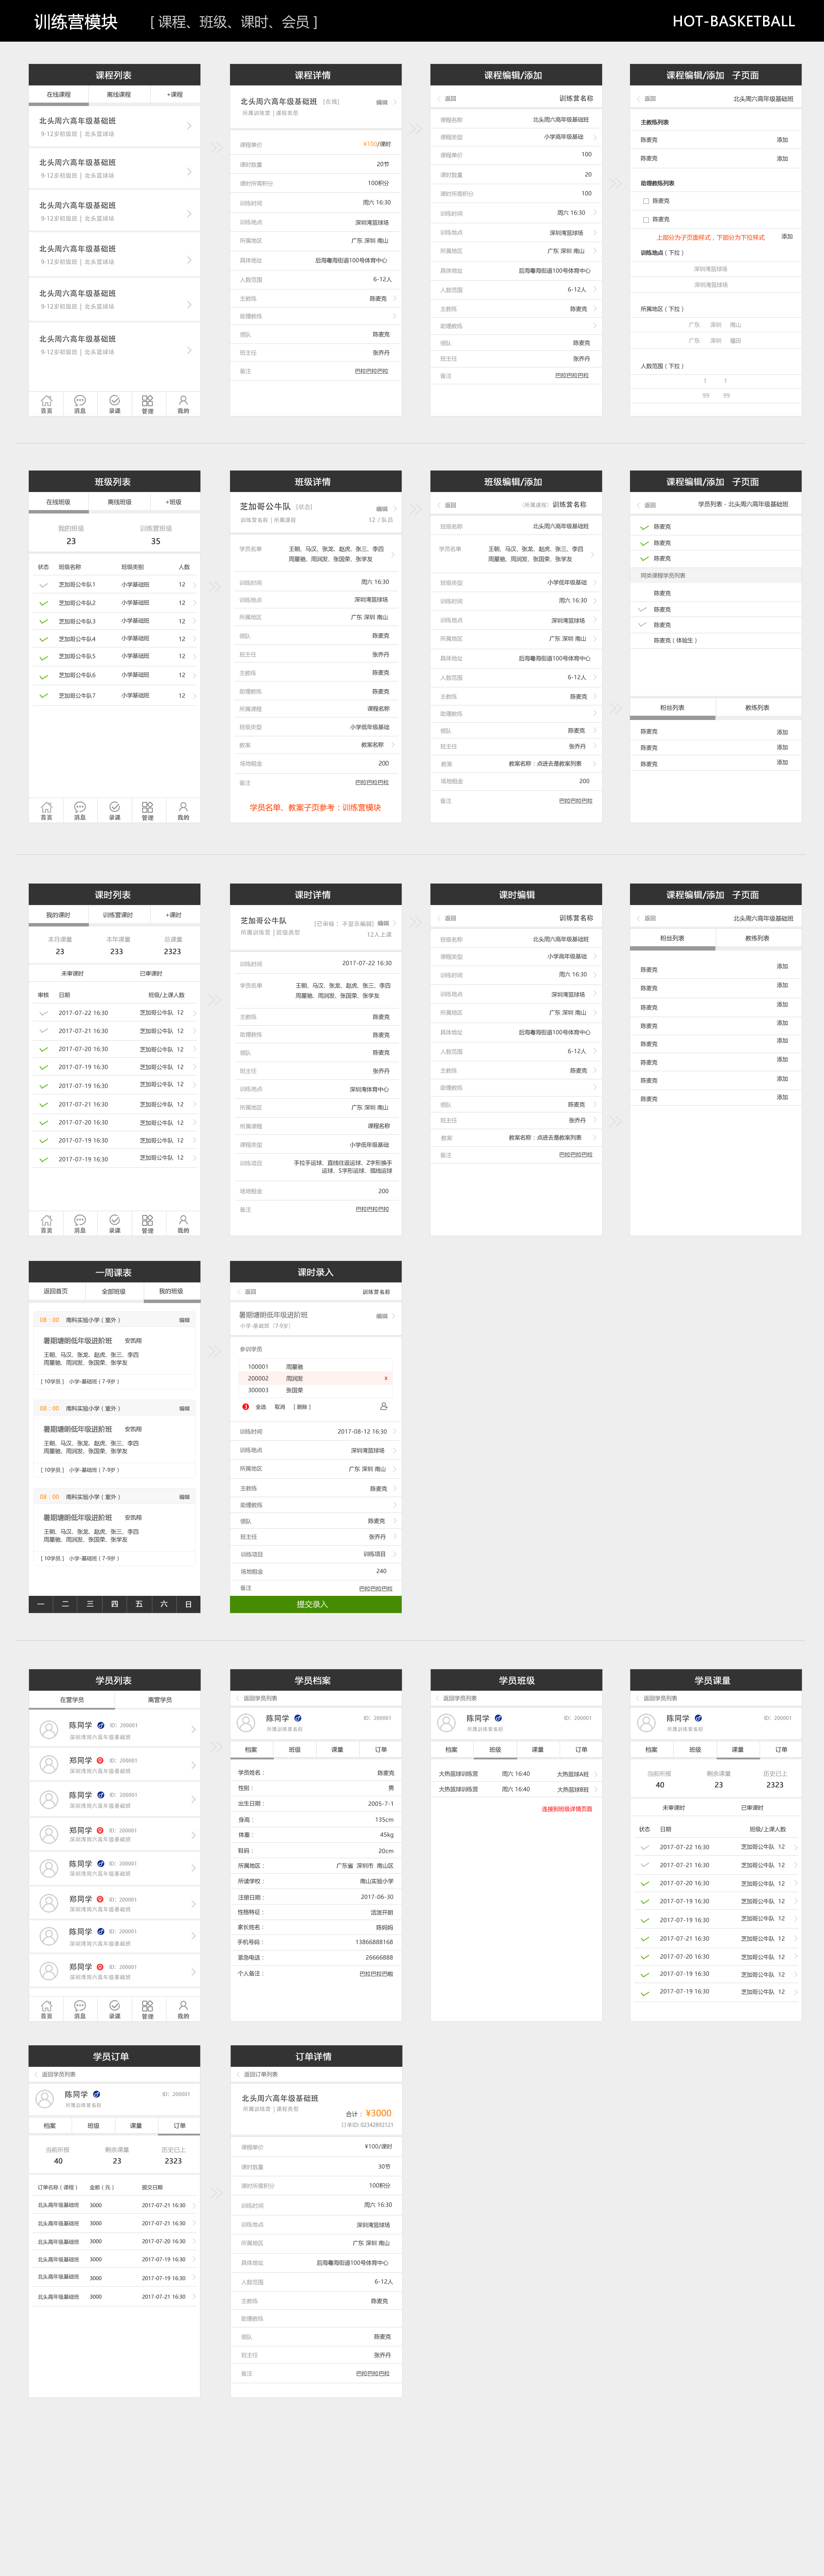 训练营模块 [ 课程、班级、课时、会员 ] HOT-BASKETBALL
课程列表
在线课程 离线课程 +课程
北头周六高年级基础班
9-12岁初级班 | 北头篮球场
北头周六高年级基础班
9-12岁初级班 | 北头篮球场
北头周六高年级基础班
9-12岁初级班 | 北头篮球场
北头周六高年级基础班
9-12岁初级班 | 北头篮球场
北头周六高年级基础班
9-12岁初级班 | 北头篮球场
北头周六高年级基础班
9-12岁初级班 | 北头篮球场
首页 消息 录课 管理 我的
课程详情
北头周六高年级基础班 [在线] 编辑
所属训练营 | 课程类型
课程单价 ¥100/课时
课时数量 20节
课时所需积分 100积分
训练时间 周六 16:30
训练地点 深圳湾篮球场
所属地区 广东 深圳 南山
具体地址 后海毒海街道100号体育中心
人数范围 6-12人
主教练 陈麦克
助理教练
领队 陈麦克
班主任 张乔丹
备注 巴拉巴拉巴拉
课程编辑/添加
返回 训练营名称
课程名称 北头周六高年级基础班
课程类型 小学高年级基础
课程单价 100
课时数量 20
课时所需积分 100
训练时间 周六 16:30
训练地点 深圳湾篮球场
所属地区 广东 深圳 南山
具体地址 后海毒海街道100号体育中心
人数范围 6-12人
主教练 陈麦克
助理教练
领队 陈麦克
班主任 张乔丹
备注 巴拉巴拉巴拉
课程编辑/添加 子页面
返回 北头周六高年级基础班
主教练列表
陈麦克 添加
陈麦克 添加
助理教练列表
陈麦克
陈麦克
上部分为子页面样式，下部分为下拉样式 添加
训练地点（下拉）
深圳湾篮球场
深圳湾篮球场
所属地区（下拉）
广东 深圳 南山
广东 深圳 福田
人数范围（下拉）
1 1
99 99
班级列表
在线班级 离线班级 +班级
我的班级 训练营班级
23 35
状态 班级名称 班级类别 人数
芝加哥公牛队1 小学基础班 12
芝加哥公牛队2 小学基础班 12
芝加哥公牛队3 小学基础班 12
芝加哥公牛队4 小学基础班 12
芝加哥公牛队5 小学基础班 12
芝加哥公牛队6 小学基础班 12
芝加哥公牛队7 小学基础班 12
首页 消息 录课 管理 我的
班级详情
芝加哥公牛队 [状态] 编辑
训练营名称 | 所属课程 12 / 队员
学员名单 王朝、马汉、张龙、赵虎、张三、李四
周董驰、周润发、张国荣、张学友
训练时间 周六 16:30
训练地点 深圳湾篮球场
所属地区 广东 深圳 南山
领队 陈麦克
班主任 张乔丹
主教练 陈麦克
助理教练 陈麦克
所属课程 课程名称
班级类型 小学低年级基础
教案 教案名称
场地租金 200
备注 巴拉巴拉巴拉
学员名单、教案子页参考：训练营模块
班级编辑/添加
返回 （所属课程）训练营名称
班级名称 北头周六高年级基础班
学员名单 王朝、马汉、张龙、赵虎、张三、李四
周董驰、周润发、张国荣、张学友
班级类型 小学低年级基础
训练时间 周六 16:30
训练地点 深圳湾篮球场
所属地区 广东 深圳 南山
具体地址 后海毒海街道100号体育中心
人数范围 6-12人
主教练 陈麦克
助理教练
领队 陈麦克
班主任 张乔丹
教案 教案名称：点进去是教案列表
场地租金 200
备注 巴拉巴拉巴拉
课程编辑/添加 子页面
返回 学员列表 - 北头周六高年级基础班
陈麦克
陈麦克
陈麦克
同类课程学员列表
陈麦克
陈麦克
陈麦克
陈麦克（体验生）
粉丝列表 教练列表
陈麦克 添加
陈麦克 添加
陈麦克 添加
课时列表
我的课时 训练营课时 +课时
本月课量 本年课量 总课量
23 233 2323
未审课时 已审课时
审核 日期 班级/上课人数
2017-07-22 16:30 芝加哥公牛队 12
2017-07-21 16:30 芝加哥公牛队 12
2017-07-20 16:30 芝加哥公牛队 12
2017-07-19 16:30 芝加哥公牛队 12
2017-07-19 16:30 芝加哥公牛队 12
2017-07-21 16:30 芝加哥公牛队 12
2017-07-20 16:30 芝加哥公牛队 12
2017-07-19 16:30 芝加哥公牛队 12
2017-07-19 16:30 芝加哥公牛队 12
首页 消息 录课 管理 我的
课时详情
芝加哥公牛队 [已审核： 不显示编辑] 编辑
所属训练营 | 班级类型 12人上课
训练时间 2017-07-22 16:30
学员名单 王朝、马汉、张龙、赵虎、张三、李四
周董驰、周润发、张国荣、张学友
主教练 陈麦克
助理教练 陈麦克
领队 陈麦克
班主任 张乔丹
训练地点 深圳湾体育中心
所属地区 广东 深圳 南山
所属课程 课程名称
课程类型 小学低年级基础
训练项目 手拉手运球、直线往返运球、Z字形换手
运球、S字形运球、弧线运球
场地租金 200
备注 巴拉巴拉巴拉
课时编辑
返回 训练营名称
班级名称 北头周六高年级基础班
课程类型 小学高年级基础
训练时间 周六 16:30
训练地点 深圳湾篮球场
所属地区 广东 深圳 南山
具体地址 后海毒海街道100号体育中心
人数范围 6-12人
主教练 陈麦克
助理教练
领队 陈麦克
班主任 张乔丹
教案 教案名称：点进去是教案列表
备注 巴拉巴拉巴拉
课程编辑/添加 子页面
返回 北头周六高年级基础班
粉丝列表 教练列表
陈麦克 添加
陈麦克 添加
陈麦克 添加
陈麦克 添加
陈麦克 添加
陈麦克 添加
陈麦克 添加
陈麦克 添加
一周课表
返回首页 全部班级 我的班级
08：00 南科实验小学（室外） 编辑
暑期塘朗低年级进阶班 安凯翔
王朝、马汉、张龙、赵虎、张三、李四
周董驰、周润发、张国荣、张学友
[ 10学员 ] 小学-基础班（7-9岁）
08：00 南科实验小学（室外） 编辑
暑期塘朗低年级进阶班 安凯翔
王朝、马汉、张龙、赵虎、张三、李四
周董驰、周润发、张国荣、张学友
[ 10学员 ] 小学-基础班（7-9岁）
08：00 南科实验小学（室外） 编辑
暑期塘朗低年级进阶班 安凯翔
王朝、马汉、张龙、赵虎、张三、李四
周董驰、周润发、张国荣、张学友
[ 10学员 ] 小学-基础班（7-9岁）
一 二 三 四 五 六 日
课时录入
返回 训练营名称
暑期塘朗低年级进阶班 编辑
小学-基础班（7-9岁）
参训学员
100001 周董驰
200002 周润发 x
300003 张国荣
3 全选 取消 [ 删除 ]
训练时间 2017-08-12 16:30
训练地点 深圳湾篮球场
所属地区 广东 深圳 南山
主教练 陈麦克
助理教练
领队 陈麦克
班主任 张乔丹
训练项目 训练项目
场地租金 240
备注 巴拉巴拉巴拉
提交录入
学员列表
在营学员 离营学员
陈同学 ID：200001
深圳湾周六高年级基础班
郑同学 ID：200001
深圳湾周六高年级基础班
陈同学 ID：200001
深圳湾周六高年级基础班
郑同学 ID：200001
深圳湾周六高年级基础班
陈同学 ID：200001
深圳湾周六高年级基础班
郑同学 ID：200001
深圳湾周六高年级基础班
陈同学 ID：200001
深圳湾周六高年级基础班
郑同学 ID：200001
深圳湾周六高年级基础班
首页 消息 录课 管理 我的
学员档案
返回学员列表
陈同学 ID：200001
所属训练营名称
档案 班级 课量 订单
学员姓名： 陈麦克
性别： 男
出生日期： 2005-7-1
身高： 135cm
体重： 45kg
鞋码： 20cm
所属地区： 广东省 深圳市 南山区
所读学校： 南山实验小学
注册日期： 2017-06-30
性格特征： 活泼开朗
家长姓名： 陈妈妈
手机号码： 13866888168
紧急电话： 26666888
个人备注： 巴拉巴拉巴啦
学员班级
返回学员列表
陈同学 ID：200001
所属训练营名称
档案 班级 课量 订单
大热篮球训练营 周六 16:40 大热篮球A班
大热篮球训练营 周六 16:40 大热篮球B班
连接到班级详情页面
学员课量
返回学员列表
陈同学 ID：200001
所属训练营名称
档案 班级 课量 订单
当前所报 剩余课量 历史已上
40 23 2323
未审课时 已审课时
状态 日期 班级/上课人数
2017-07-22 16:30 芝加哥公牛队 12
2017-07-21 16:30 芝加哥公牛队 12
2017-07-20 16:30 芝加哥公牛队 12
2017-07-19 16:30 芝加哥公牛队 12
2017-07-19 16:30 芝加哥公牛队 12
2017-07-21 16:30 芝加哥公牛队 12
2017-07-20 16:30 芝加哥公牛队 12
2017-07-19 16:30 芝加哥公牛队 12
2017-07-19 16:30 芝加哥公牛队 12
学员订单
返回学员列表
陈同学 ID：200001
所属训练营名称
档案 班级 课量 订单
当前所报 剩余课量 历史已上
40 23 2323
订单名称（课程） 金额（元） 提交日期
北头高年级基础班 3000 2017-07-21 16:30
北头高年级基础班 3000 2017-07-21 16:30
北头高年级基础班 3000 2017-07-20 16:30
北头高年级基础班 3000 2017-07-19 16:30
北头高年级基础班 3000 2017-07-19 16:30
北头高年级基础班 3000 2017-07-21 16:30
订单详情
返回订单列表
北头周六高年级基础班
所属训练营 | 课程类型 合计： ¥3000
订单ID:02342802121
课程单价 ¥100/课时
课时数量 30节
课时所需积分 100积分
训练时间 周六 16:30
训练地点 深圳湾篮球场
所属地区 广东 深圳 南山
具体地址 后海毒海街道100号体育中心
人数范围 6-12人
主教练 陈麦克
助理教练
领队 陈麦克
班主任 张乔丹
备注 巴拉巴拉巴拉